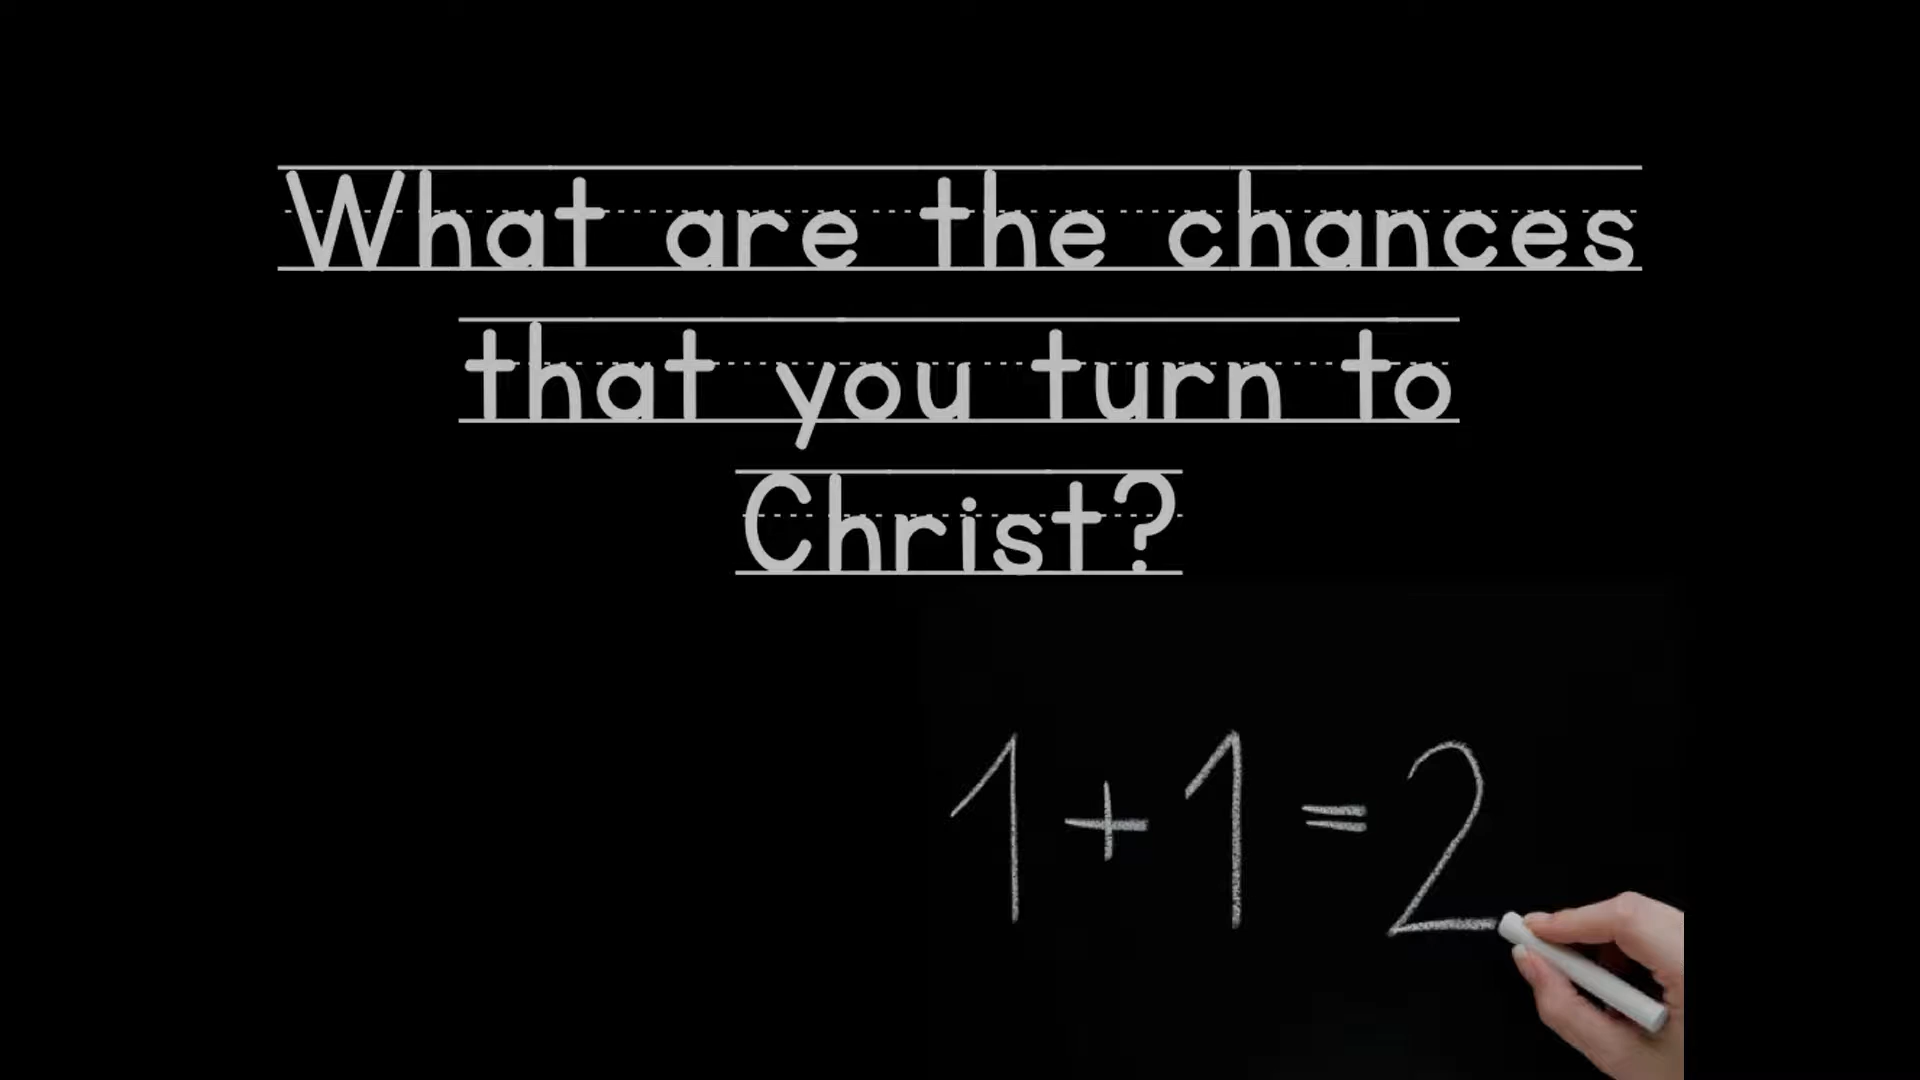 What are the chances
that you turn to
Christ?
1 + 1 = 2